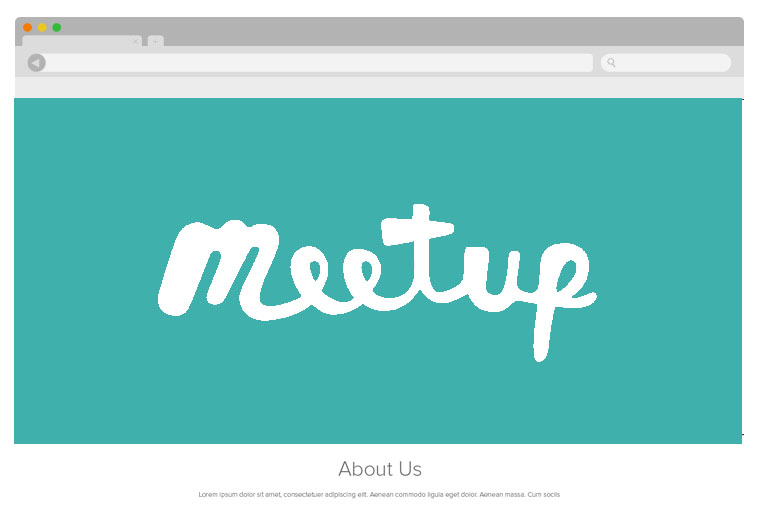 meetup
About Us
Lorem ipsum dolor sit amet, consectetuer adipiscing elit. Aenean commodo ligula eget dolor. Aenean massa. Cum sociis